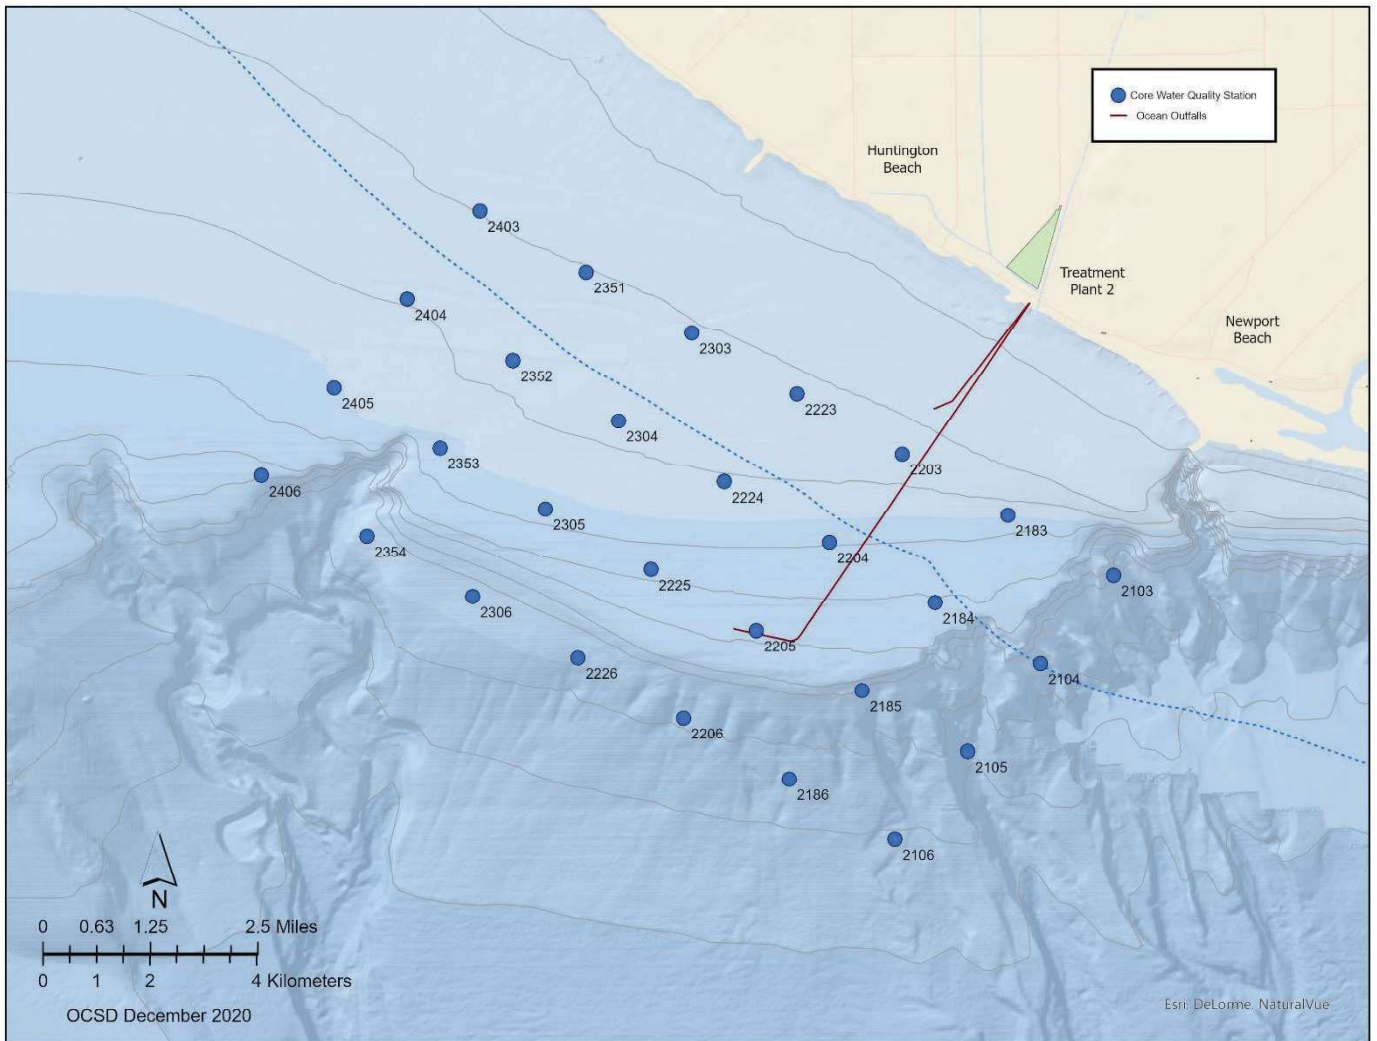 Core Water Quality Station
Ocean Outfalls
Huntington
Beach
Treatment
Plant 2
Newport
Beach
2403
2351
2404
2303
2352
2223
2405
2304
2353
2203
2406
2224
2305
2183
2354
2204
2225
2103
2306
2184
2205
2226
2104
2185
2206
2105
2186
2106
N
0 0.63 1.25 2.5 Miles
0 1 2 4 Kilometers
OCSD December 2020
Esri, DeLorme, NaturalVue